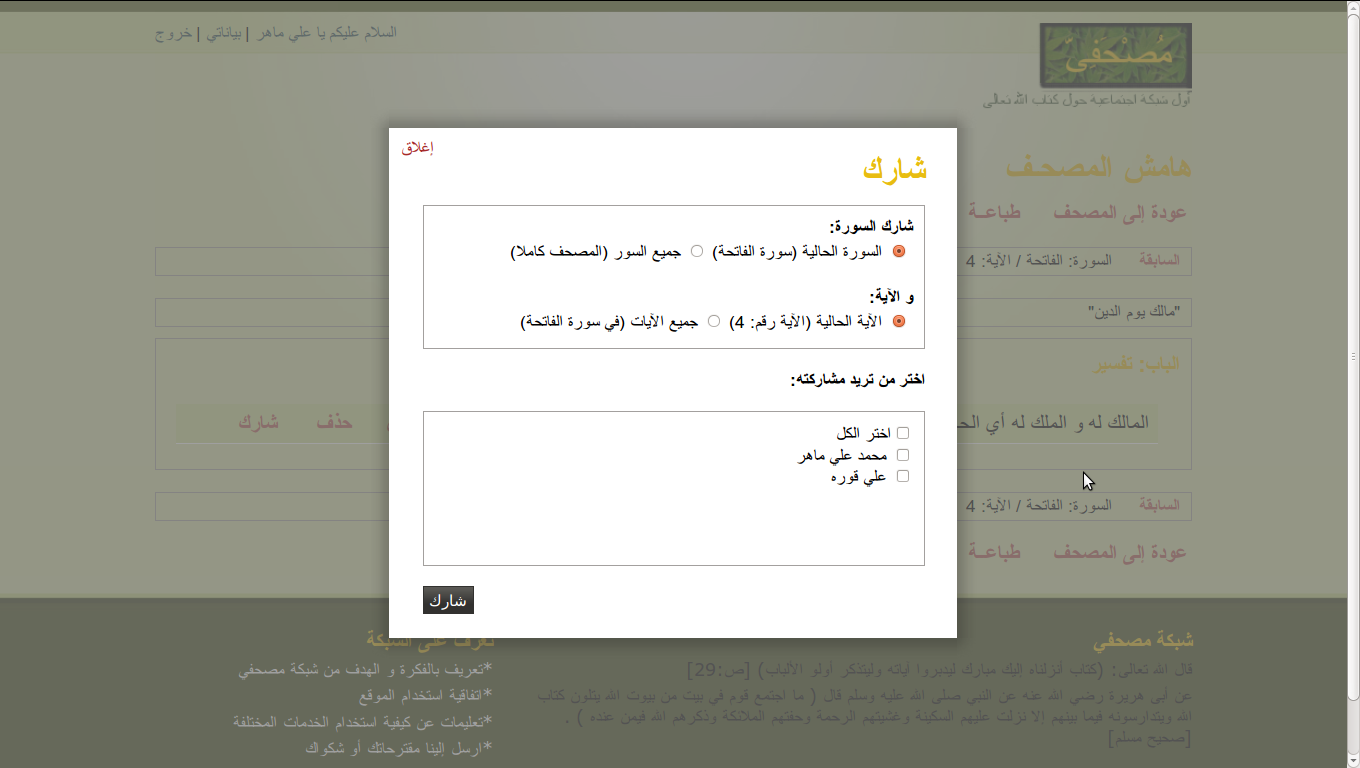 السلام عليكم يا علي ماهر | بياناتي | خروج
مُصْحَفِىّ
أول شبكة اجتماعية حول كتاب الله تعالى
هامش المصحـف
عودة إلى المصحف طباعــة
السابقة السورة: الفاتحة / الآية: 4
"مالك يوم الدين"
الباب: تفسير
المالك له و الملك له أي الحـ
حذف شارك
السابقة السورة: الفاتحة / الآية: 4
عودة إلى المصحف طباعــة
إغلاق
شارك
شارك السورة:
السورة الحالية (سورة الفاتحة) جميع السور (المصحف كاملا)
و الآية:
الآية الحالية (الآية رقم: 4) جميع الآيات (في سورة الفاتحة)
اختر من تريد مشاركته:
اختر الكل
محمد علي ماهر
علي قوره
شارك
شبكة مصحفي
قال الله تعالى: (كتاب أنزلناه اليك مبارك ليدبروا آياته وليتذكر أولو الألباب) [ص:29]
عن أبى هريرة رضي الله عنه عن النبي صلى الله عليه وسلم قال ( ما اجتمع قوم في بيت من بيوت الله يتلون كتاب
الله ويتدارسونه فيما بينهم إلا نزلت عليهم السكينة وغشيتهم الرحمة وحفتهم الملائكة وذكرهم الله فيمن عنده ) .
[صحيح مسلم]
تعرف على الشبكة
*تعريف بالفكرة و الهدف من شبكة مصحفي
*اتفاقية استخدام الموقع
*تعليمات عن كيفية استخدام الخدمات المختلفة
*ارسل إلينا مقترحاتك أو شكواك